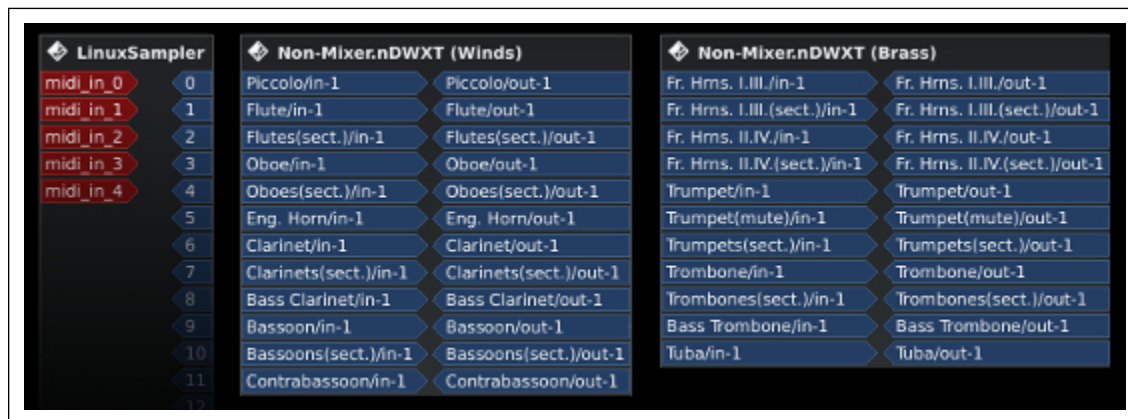 LinuxSampler
midi_in_0 0
midi_in_1 1
midi_in_2 2
midi_in_3 3
midi_in_4 4
5
6
7
8
9
10
11
12
Non-Mixer.nDWXT (Winds)
Piccolo/in-1 Piccolo/out-1
Flute/in-1 Flute/out-1
Flutes(sect.)/in-1 Flutes(sect.)/out-1
Oboe/in-1 Oboe/out-1
Oboes(sect.)/in-1 Oboes(sect.)/out-1
Eng. Horn/in-1 Eng. Horn/out-1
Clarinet/in-1 Clarinet/out-1
Clarinets(sect.)/in-1 Clarinets(sect.)/out-1
Bass Clarinet/in-1 Bass Clarinet/out-1
Bassoon/in-1 Bassoon/out-1
Bassoons(sect.)/in-1 Bassoons(sect.)/out-1
Contrabassoon/in-1 Contrabassoon/out-1
Non-Mixer.nDWXT (Brass)
Fr. Hrns. I.III./in-1 Fr. Hrns. I.III./out-1
Fr. Hrns. I.III.(sect.)/in-1 Fr. Hrns. I.III.(sect.)/out-1
Fr. Hrns. II.IV./in-1 Fr. Hrns. II.IV./out-1
Fr. Hrns. II.IV.(sect.)/in-1 Fr. Hrns. II.IV.(sect.)/out-1
Trumpet/in-1 Trumpet/out-1
Trumpet(mute)/in-1 Trumpet(mute)/out-1
Trumpets(sect.)/in-1 Trumpets(sect.)/out-1
Trombone/in-1 Trombone/out-1
Trombones(sect.)/in-1 Trombones(sect.)/out-1
Bass Trombone/in-1 Bass Trombone/out-1
Tuba/in-1 Tuba/out-1